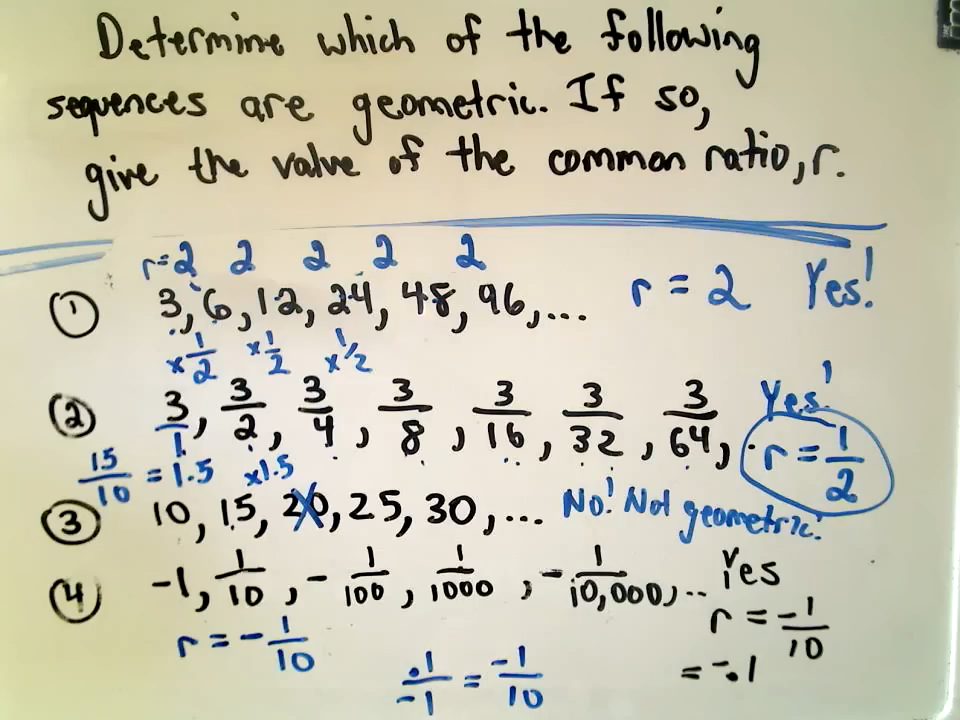 Determine which of the following
sequences are geometric. If so,
give the value of the common ratio, r.
r=2 2 2 2 2
① 3, 6, 12, 24, 48, 96, ... r = 2 Yes!
×1/2 ×1/2 ×1/2
② 3/1, 3/2, 3/4, 3/8, 3/16, 3/32, 3/64, .. Yes!
r = 1/2
15/10 = 1.5 ×1.5
③ 10, 15, 20, 25, 30, ... No! Not geometric!
④ -1, 1/10, -1/100, 1/1000, -1/10,000, .. Yes
r = -1/10 r = -1/10
.1/-1 = -1/10 = -.1